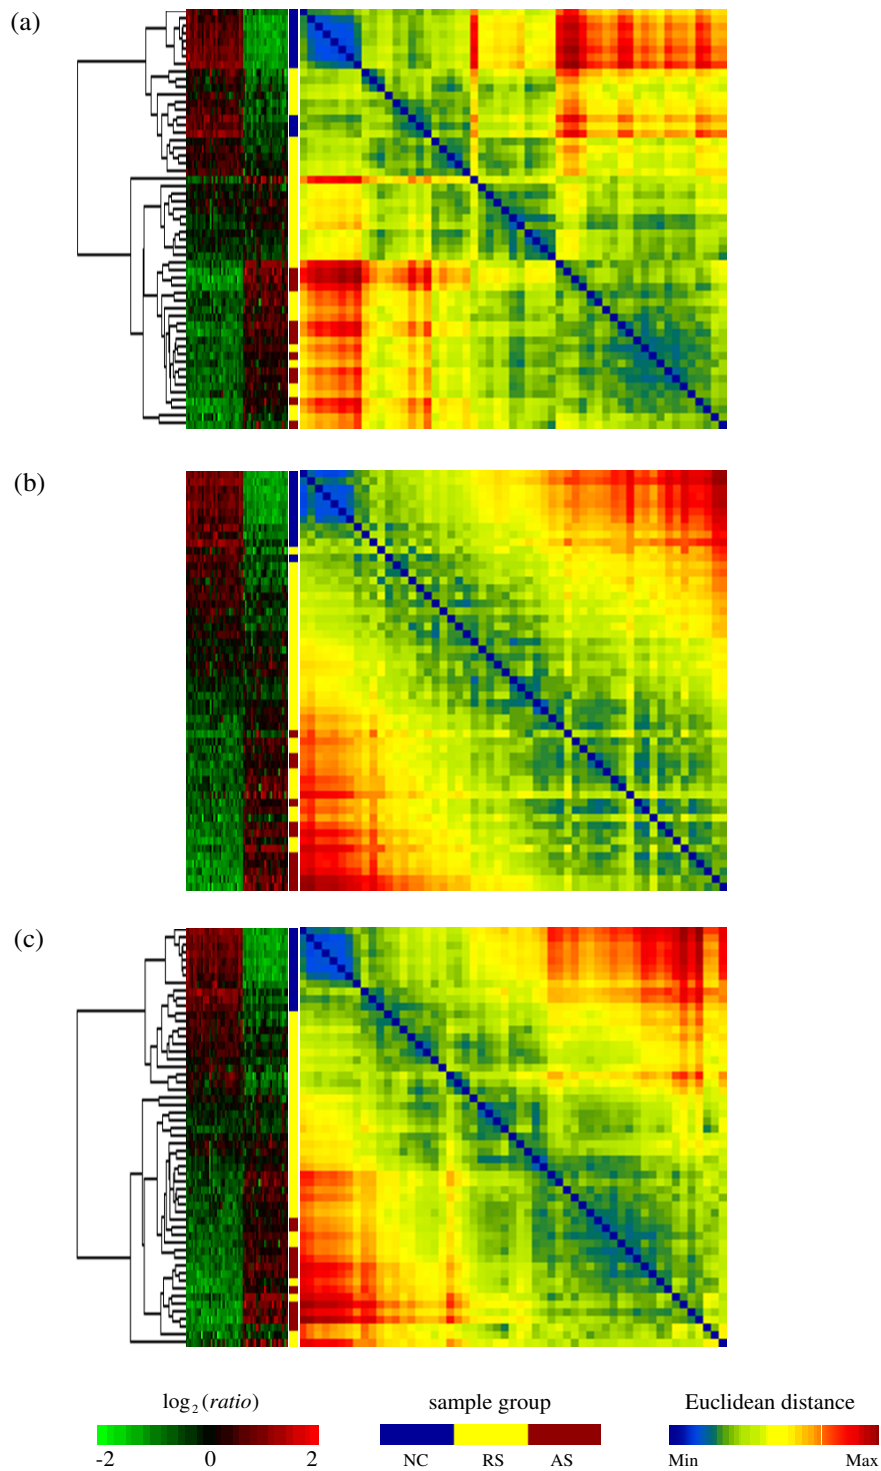 (a)
(b)
(c)
log₂(ratio)
-2 0 2
sample group
NC RS AS
Euclidean distance
Min Max